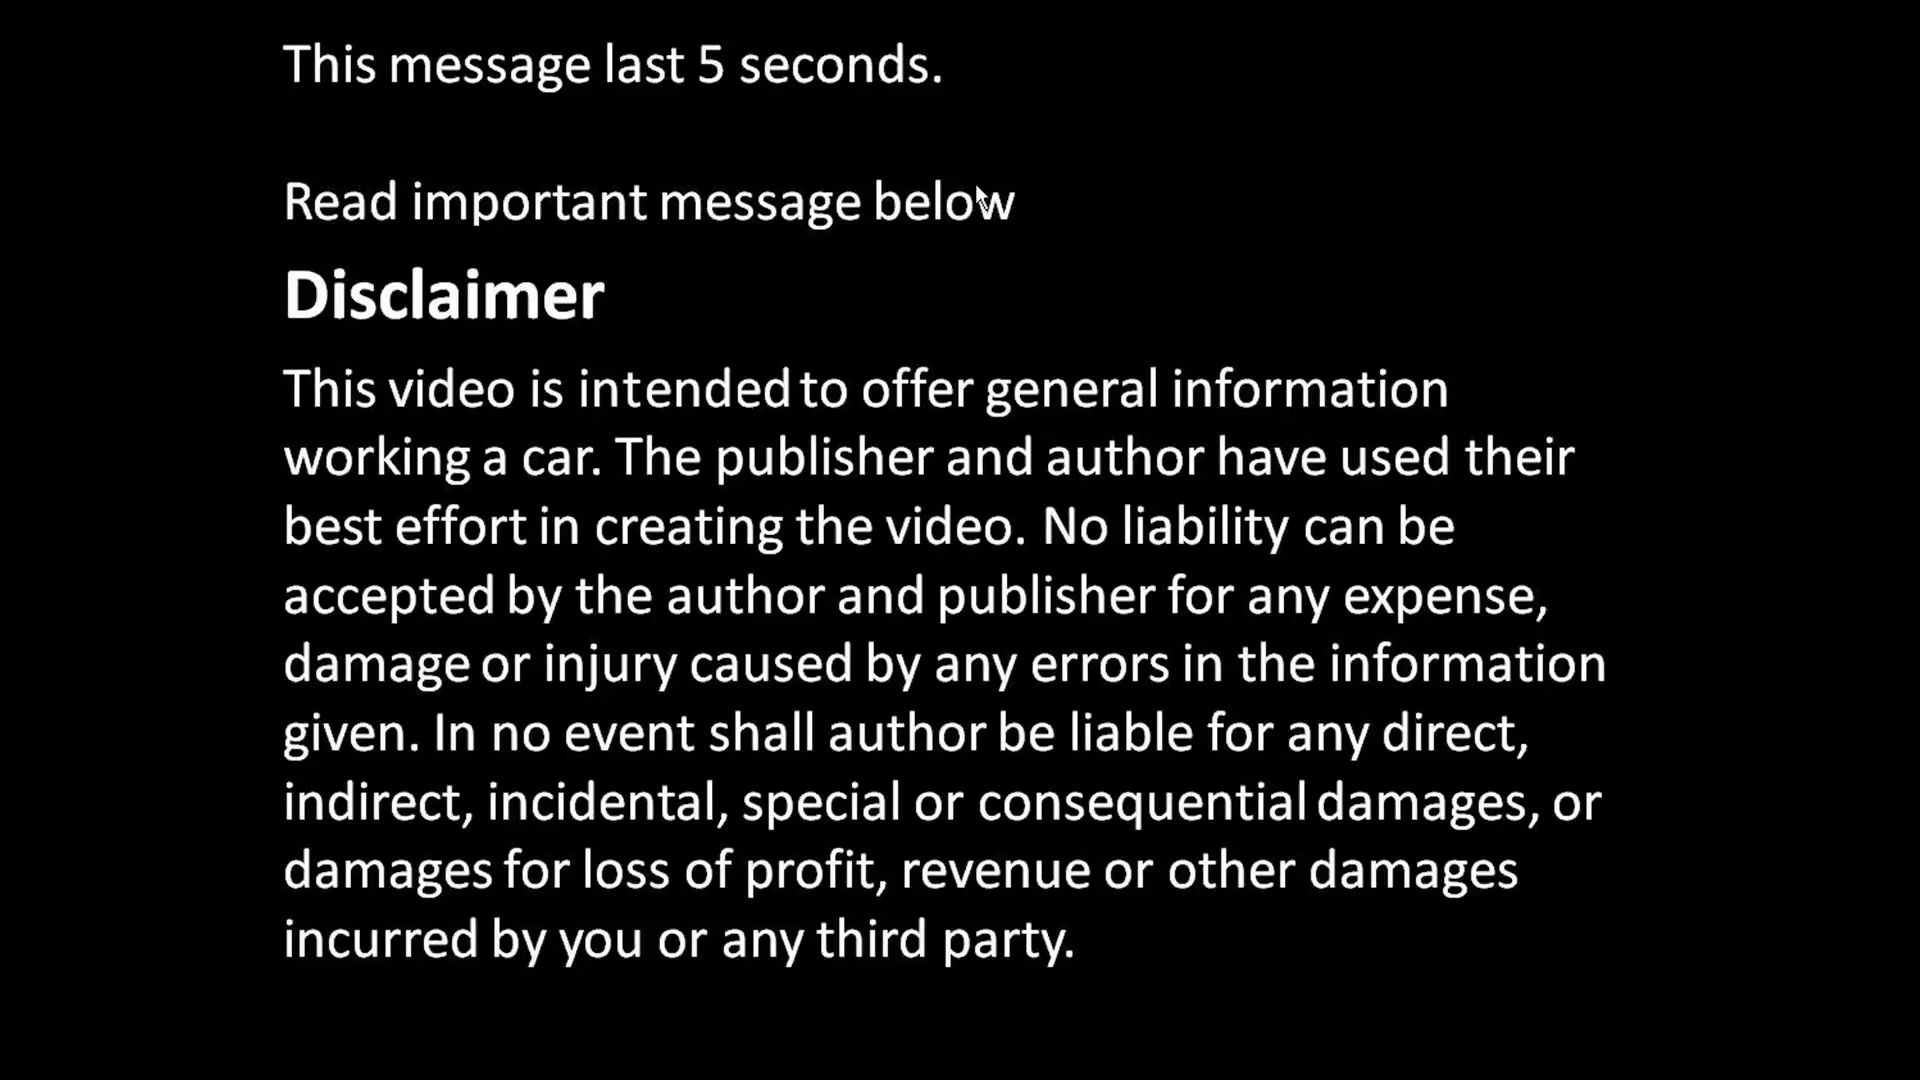 This message last 5 seconds.
Read important message below
Disclaimer
This video is intended to offer general information
working a car. The publisher and author have used their
best effort in creating the video. No liability can be
accepted by the author and publisher for any expense,
damage or injury caused by any errors in the information
given. In no event shall author be liable for any direct,
indirect, incidental, special or consequential damages, or
damages for loss of profit, revenue or other damages
incurred by you or any third party.